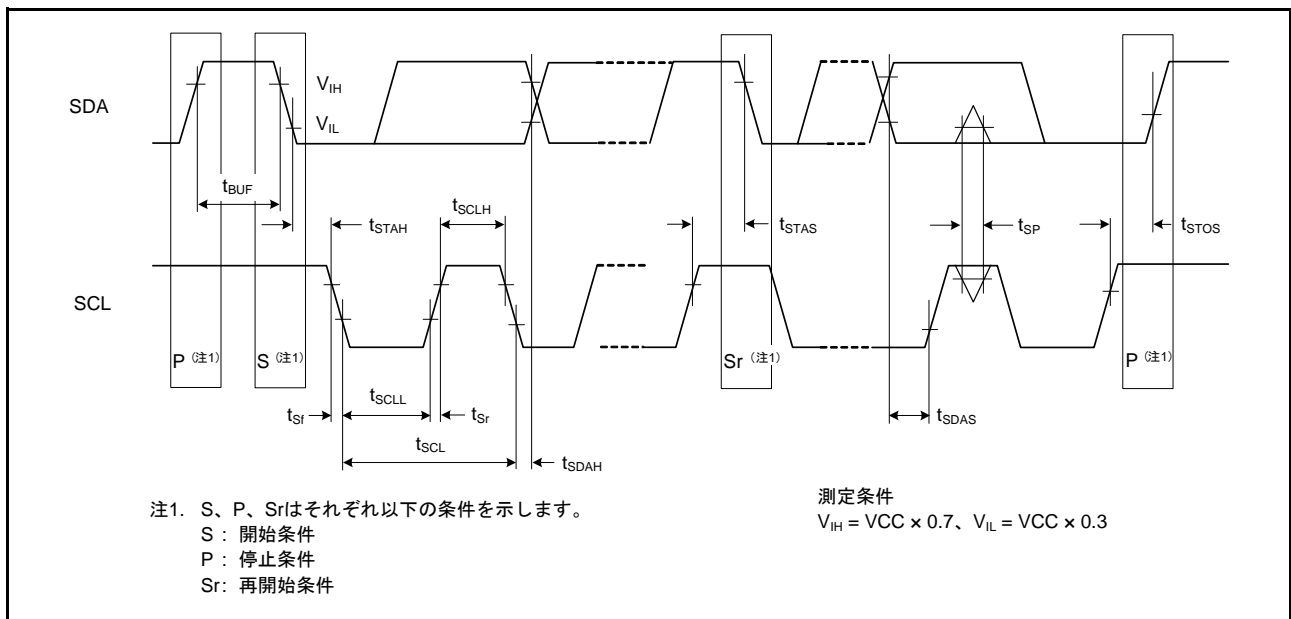 SDA
VIH
VIL
tBUF
tSTAH
tSCLH
tSTAS
tSP
tSTOS
SCL
P（注1）
S（注1）
Sr（注1）
P（注1）
tSf
tSCLL
tSr
tSCL
tSDAH
tSDAS
注1. S、P、Srはそれぞれ以下の条件を示します。
S : 開始条件
P : 停止条件
Sr: 再開始条件
測定条件
VIH = VCC × 0.7、VIL = VCC × 0.3